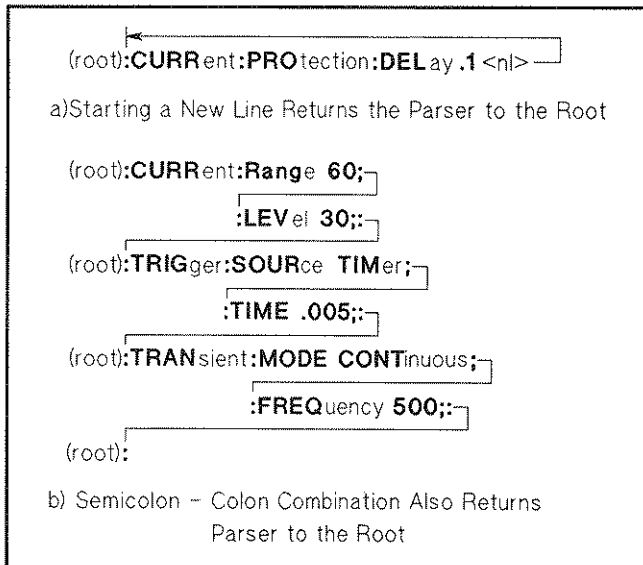 (root):CURRent:PROtection:DELay .1<nl>
a)Starting a New Line Returns the Parser to the Root
(root):CURRent:Range 60;
:LEVel 30;:
(root):TRIGger:SOURce TIMer;
:TIME .005;:
(root):TRANsient:MODE CONTinuous;
:FREQuency 500;:
(root):
b) Semicolon - Colon Combination Also Returns
Parser to the Root